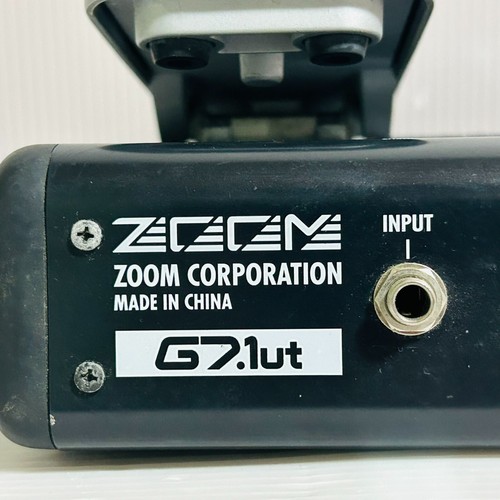 ZOOM
INPUT
ZOOM CORPORATION
MADE IN CHINA
G7.1ut